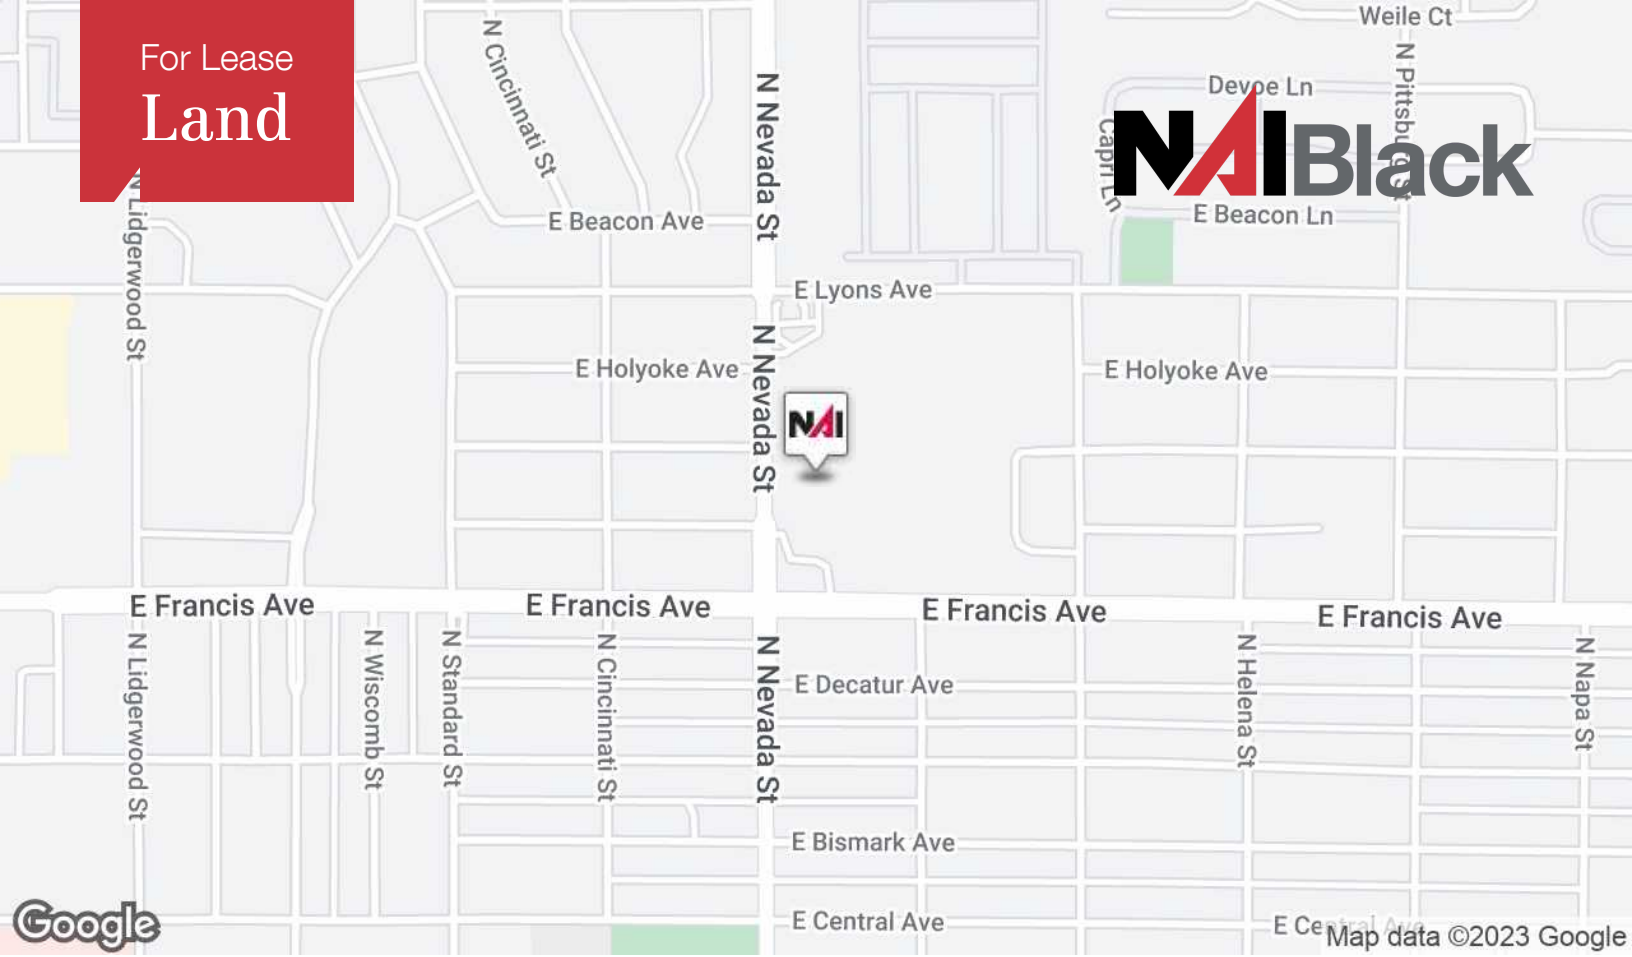 For Lease
Land
NAIBlack
Weile Ct
N Cincinnati St
N Nevada St
Devoe Ln
N Pittsburg St
Capri Ln
N Lidgerwood St
E Beacon Ave
E Beacon Ln
E Lyons Ave
N Nevada St
E Holyoke Ave
E Holyoke Ave
NAI
E Francis Ave
E Francis Ave
E Francis Ave
E Francis Ave
N Lidgerwood St
N Wiscomb St
N Standard St
N Cincinnati St
N Nevada St
N Helena St
N Napa St
E Decatur Ave
E Bismark Ave
E Central Ave
E Central Ave
Google
Map data ©2023 Google